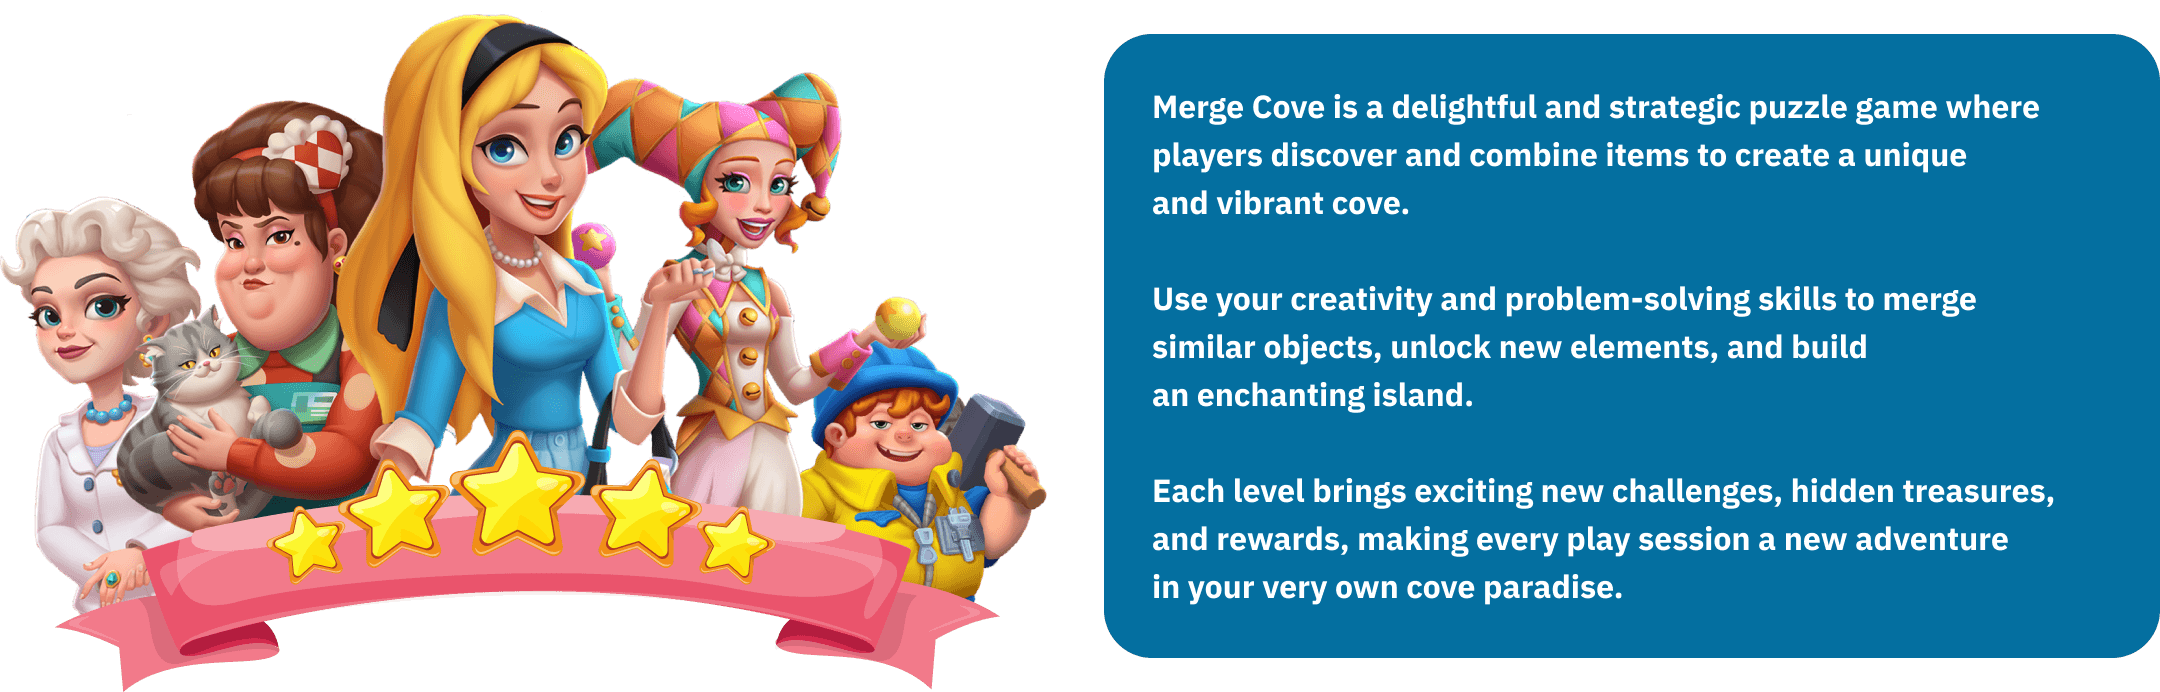 Merge Cove is a delightful and strategic puzzle game where
players discover and combine items to create a unique
and vibrant cove.
Use your creativity and problem-solving skills to merge
similar objects, unlock new elements, and build
an enchanting island.
Each level brings exciting new challenges, hidden treasures,
and rewards, making every play session a new adventure
in your very own cove paradise.